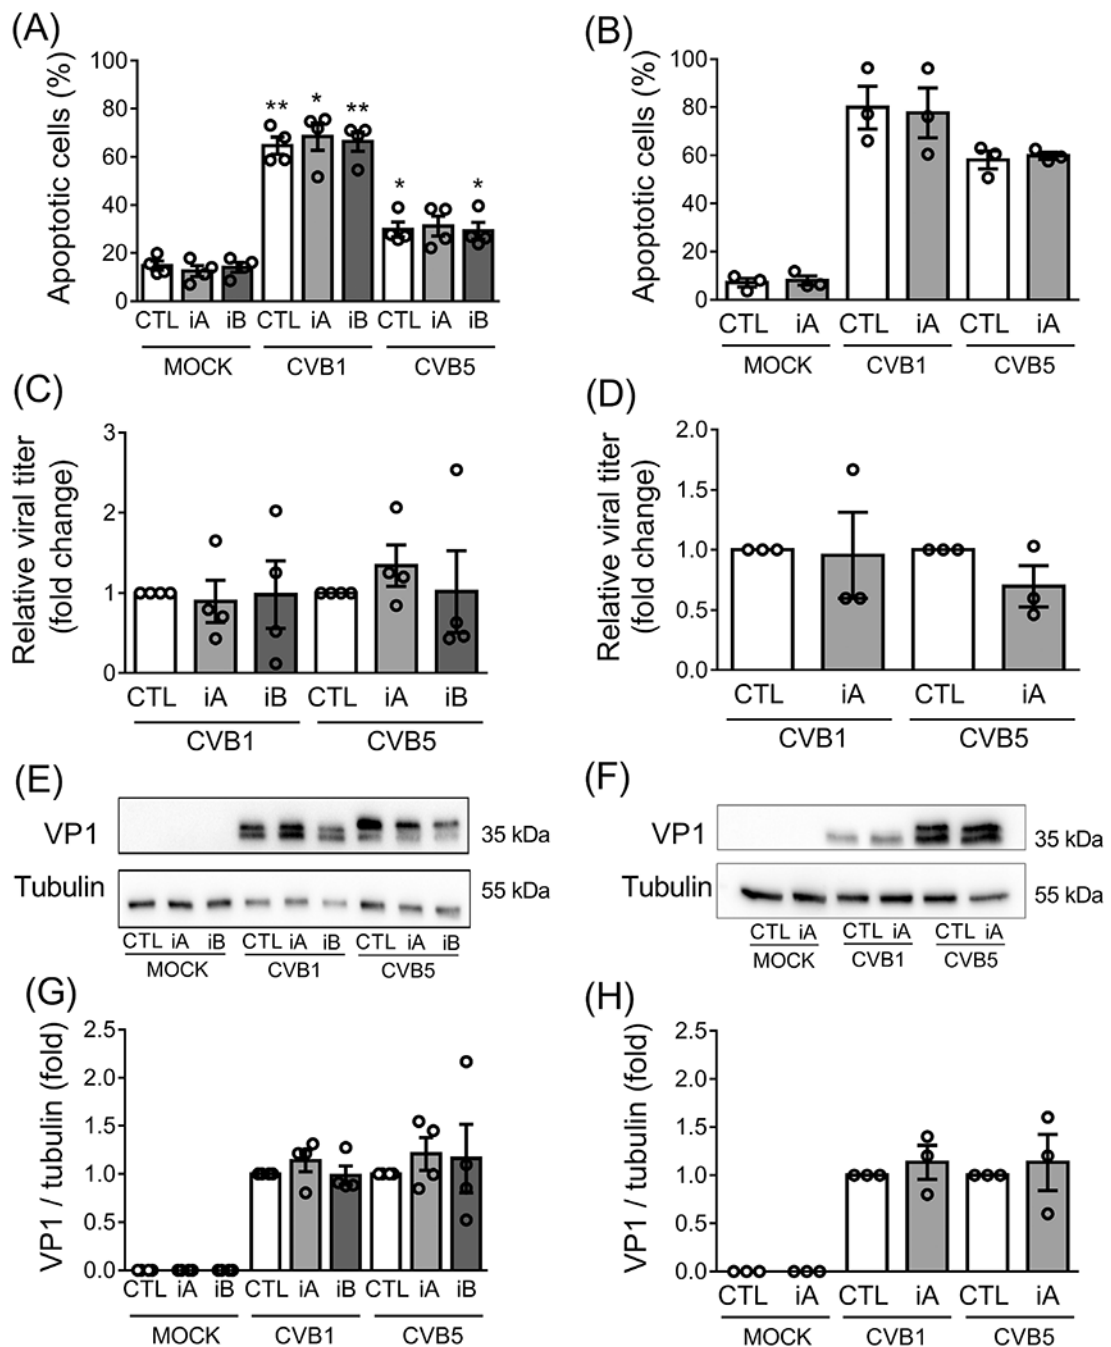 (A)
Apoptotic cells (%)
100
80
60
40
20
0
** * ** * *
CTL iA iB CTL iA iB CTL iA iB
MOCK CVB1 CVB5
(B)
Apoptotic cells (%)
100
80
60
40
20
0
CTL iA CTL iA CTL iA
MOCK CVB1 CVB5
(C)
Relative viral titer
(fold change)
3
2
1
0
CTL iA iB CTL iA iB
CVB1 CVB5
(D)
Relative viral titer
(fold change)
2.0
1.5
1.0
0.5
0.0
CTL iA CTL iA
CVB1 CVB5
(E)
VP1 35 kDa
Tubulin 55 kDa
CTL iA iB CTL iA iB CTL iA iB
MOCK CVB1 CVB5
(F)
VP1 35 kDa
Tubulin 55 kDa
CTL iA CTL iA CTL iA
MOCK CVB1 CVB5
(G)
VP1 / tubulin (fold)
2.5
2.0
1.5
1.0
0.5
0.0
CTL iA iB CTL iA iB CTL iA iB
MOCK CVB1 CVB5
(H)
VP1 / tubulin (fold)
2.5
2.0
1.5
1.0
0.5
0.0
CTL iA CTL iA CTL iA
MOCK CVB1 CVB5